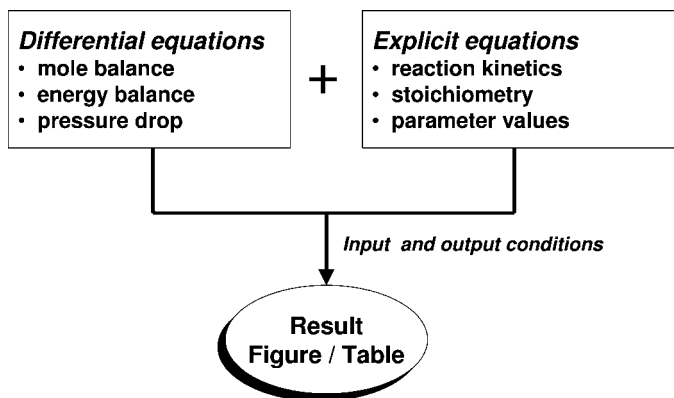 Differential equations
• mole balance
• energy balance
• pressure drop
+
Explicit equations
• reaction kinetics
• stoichiometry
• parameter values
Input and output conditions
Result
Figure / Table